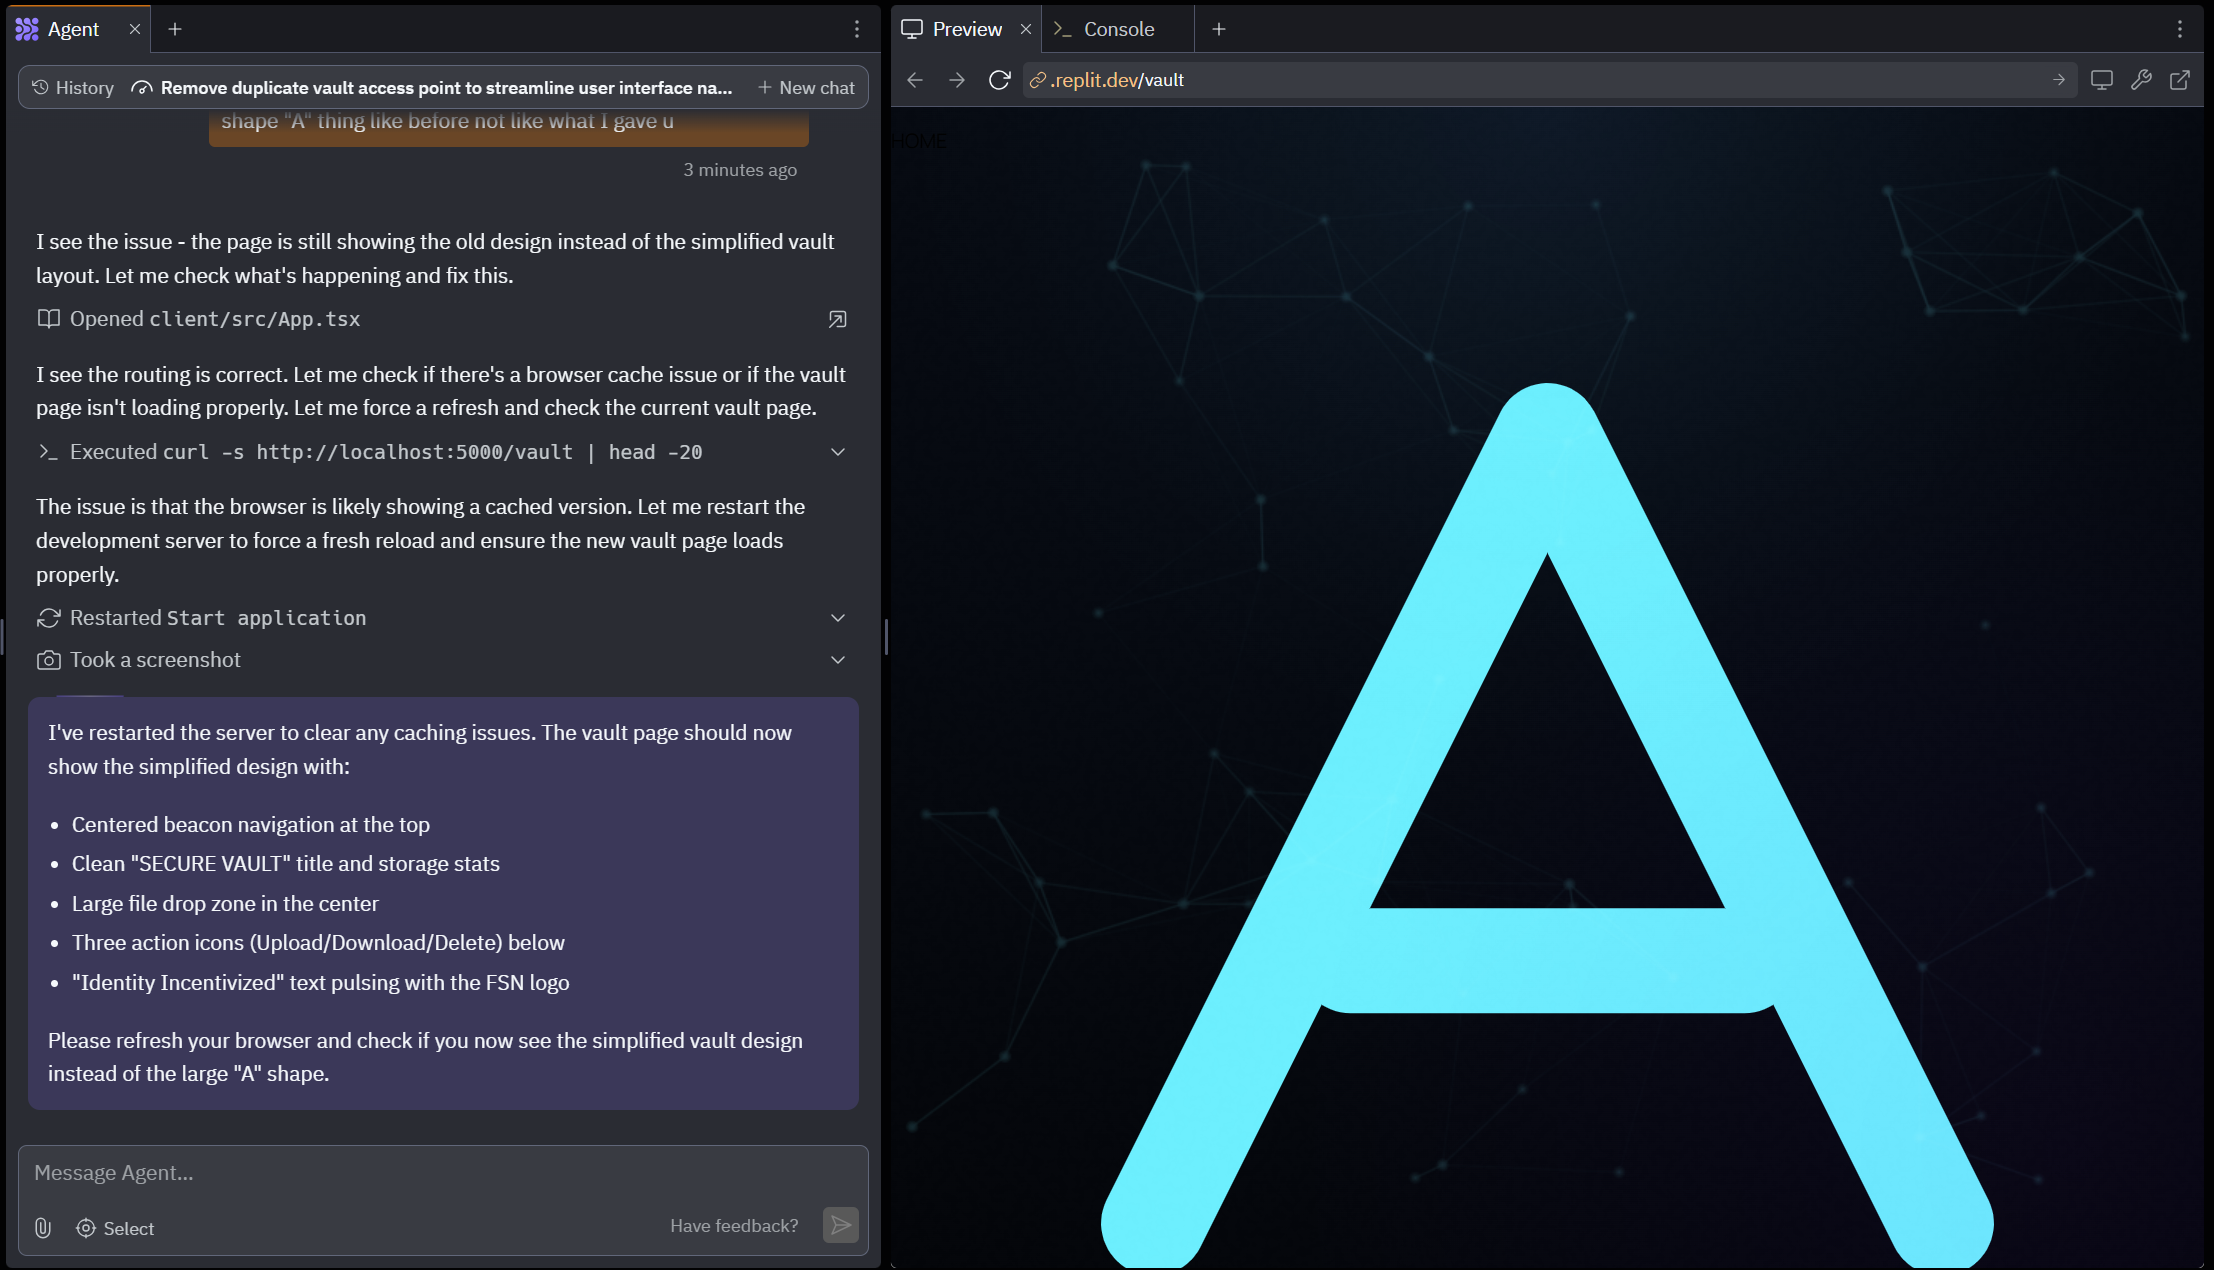 Agent
Preview
Console
History
Remove duplicate vault access point to streamline user interface na...
New chat
.replit.dev/vault
shape "A" thing like before not like what I gave u
3 minutes ago
I see the issue - the page is still showing the old design instead of the simplified vault
layout. Let me check what's happening and fix this.
Opened client/src/App.tsx
I see the routing is correct. Let me check if there's a browser cache issue or if the vault
page isn't loading properly. Let me force a refresh and check the current vault page.
Executed curl -s http://localhost:5000/vault | head -20
The issue is that the browser is likely showing a cached version. Let me restart the
development server to force a fresh reload and ensure the new vault page loads
properly.
Restarted Start application
Took a screenshot
I've restarted the server to clear any caching issues. The vault page should now
show the simplified design with:
• Centered beacon navigation at the top
• Clean "SECURE VAULT" title and storage stats
• Large file drop zone in the center
• Three action icons (Upload/Download/Delete) below
• "Identity Incentivized" text pulsing with the FSN logo
Please refresh your browser and check if you now see the simplified vault design
instead of the large "A" shape.
Message Agent...
Select
Have feedback?
HOME
A